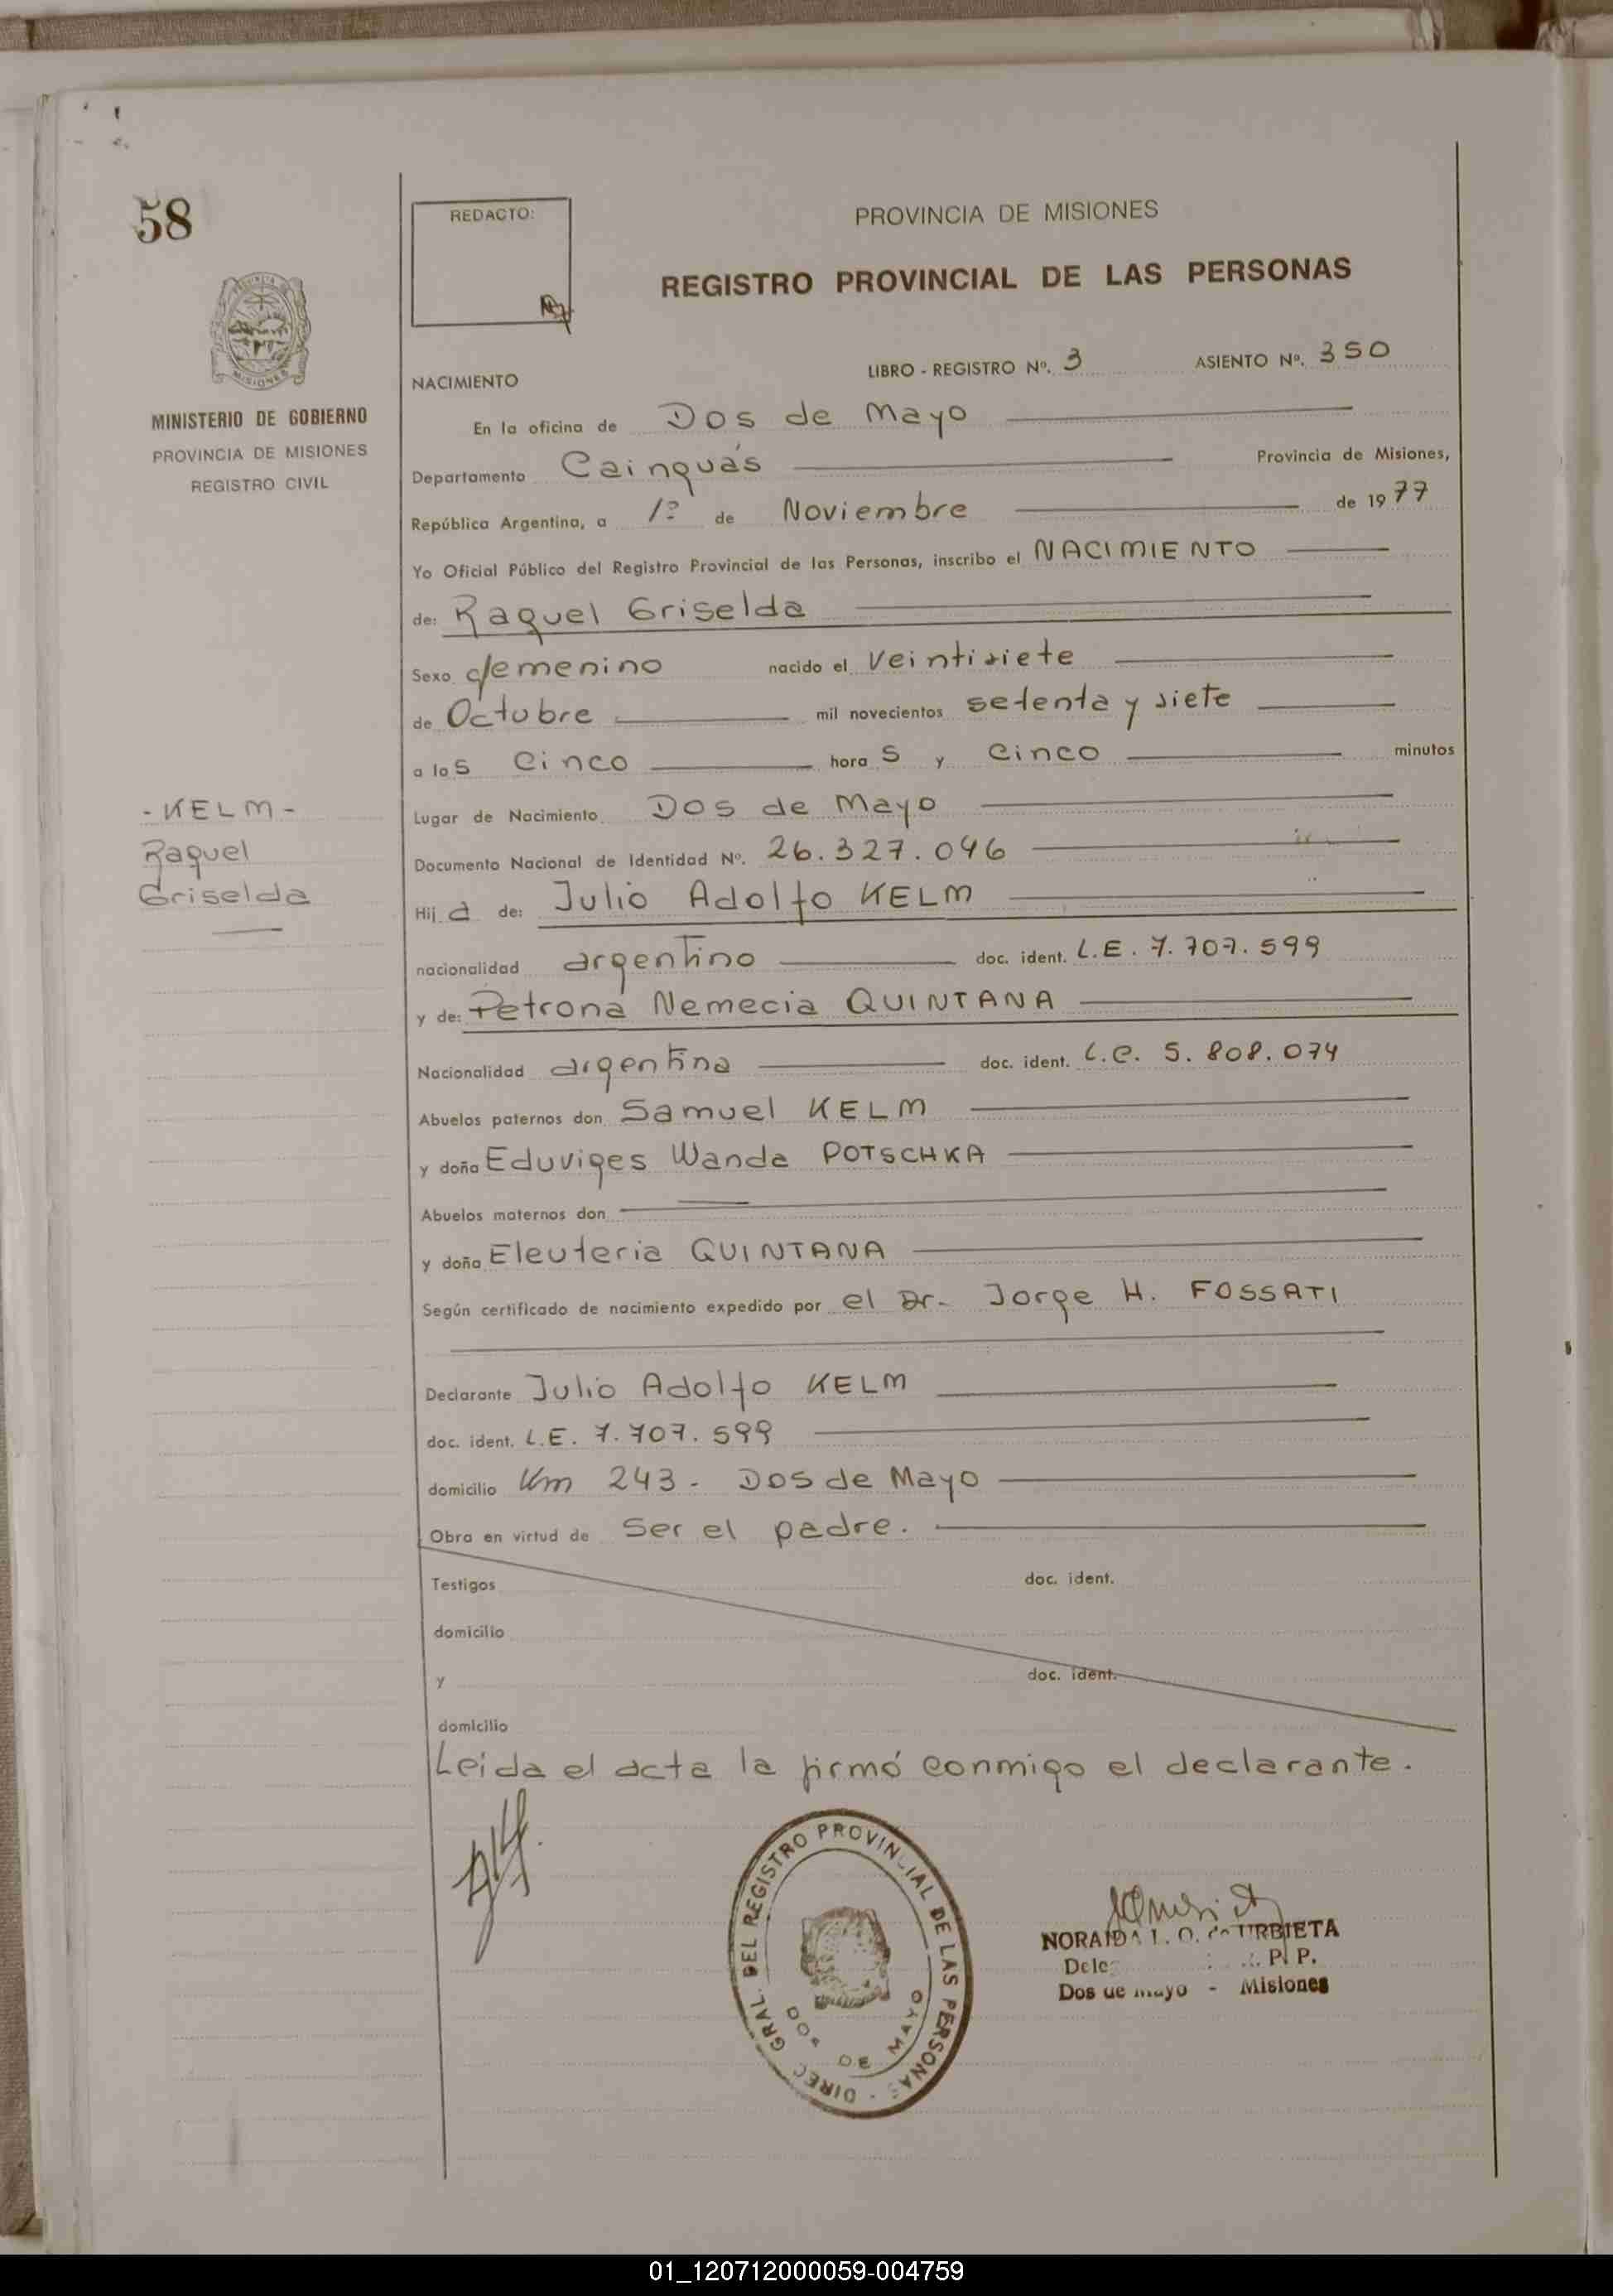 58
REDACTO:
PROVINCIA DE MISIONES
REGISTRO PROVINCIAL DE LAS PERSONAS
MISIONES
MINISTERIO DE GOBIERNO
PROVINCIA DE MISIONES
REGISTRO CIVIL
NACIMIENTO
LIBRO - REGISTRO Nº. 3 ASIENTO Nº. 350
En la oficina de Dos de Mayo
Departamento Cainguás Provincia de Misiones,
República Argentina, a 1º de Noviembre de 1977
Yo Oficial Público del Registro Provincial de las Personas, inscribo el NACIMIENTO
de: Raquel Griselda
Sexo femenino nacido el veintisiete
de Octubre mil novecientos setenta y siete
a las cinco horas y cinco minutos
Lugar de Nacimiento Dos de Mayo
- KELM -
Raquel
Griselda
Documento Nacional de Identidad Nº. 26.327.046
Hija de: Julio Adolfo KELM
nacionalidad argentino doc. ident. L.E. 7.707.599
y de: Petrona Nemecia QUINTANA
Nacionalidad argentina doc. ident. L.C. 5.808.074
Abuelos paternos don Samuel KELM
y doña Eduviges Wanda POTSCHKA
Abuelos maternos don
y doña Eleuteria QUINTANA
Según certificado de nacimiento expedido por el Dr. Jorge H. FOSSATI
Declarante Julio Adolfo KELM
doc. ident. L.E. 7.707.599
domicilio Km 243 - Dos de Mayo
Obra en virtud de ser el padre.
Testigos doc. ident.
domicilio
y doc. ident.
domicilio
Leida el acta la firmó conmigo el declarante.
DIREC. GRAL. DEL REGISTRO PROVINCIAL DE LAS PERSONAS -
DOS DE MAYO
NORAIDA L. O. de URBIETA
P. P.
Dos de Mayo - Misiones
01_120712000059-004759